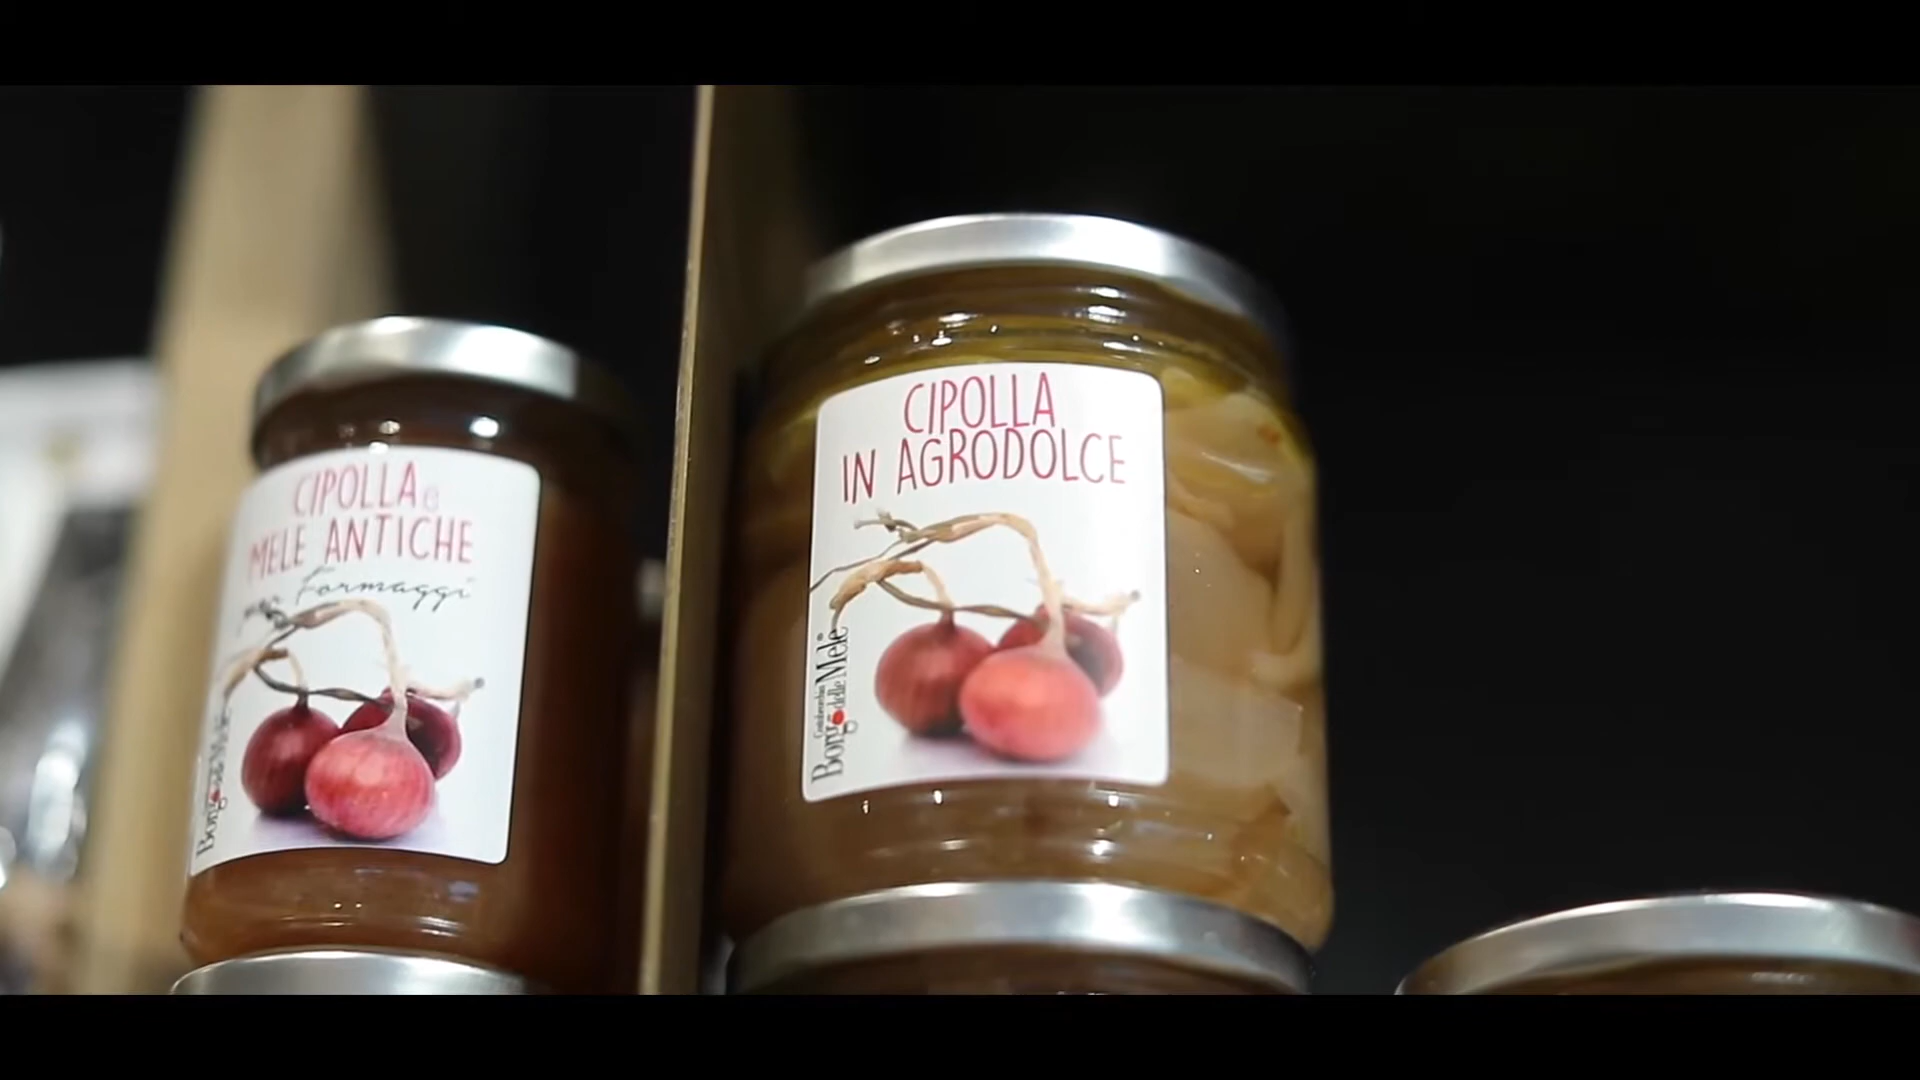 CIPOLLA e
MELE ANTICHE
per Formaggi
Borgo delle Mele
CIPOLLA
IN AGRODOLCE
Borgo delle Mele®